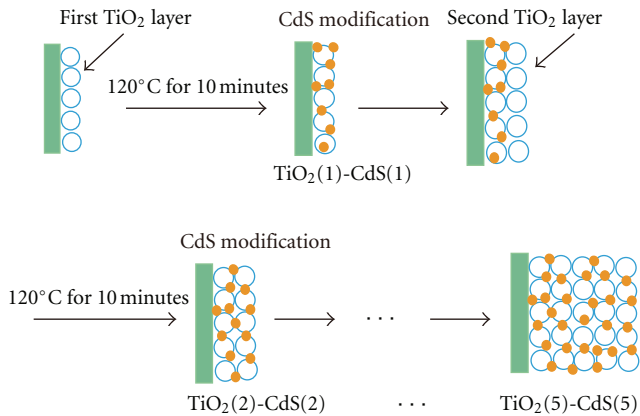 First TiO₂ layer
CdS modification
Second TiO₂ layer
120°C for 10 minutes
TiO₂(1)-CdS(1)
CdS modification
120°C for 10 minutes
· · ·
TiO₂(2)-CdS(2)
· · ·
TiO₂(5)-CdS(5)